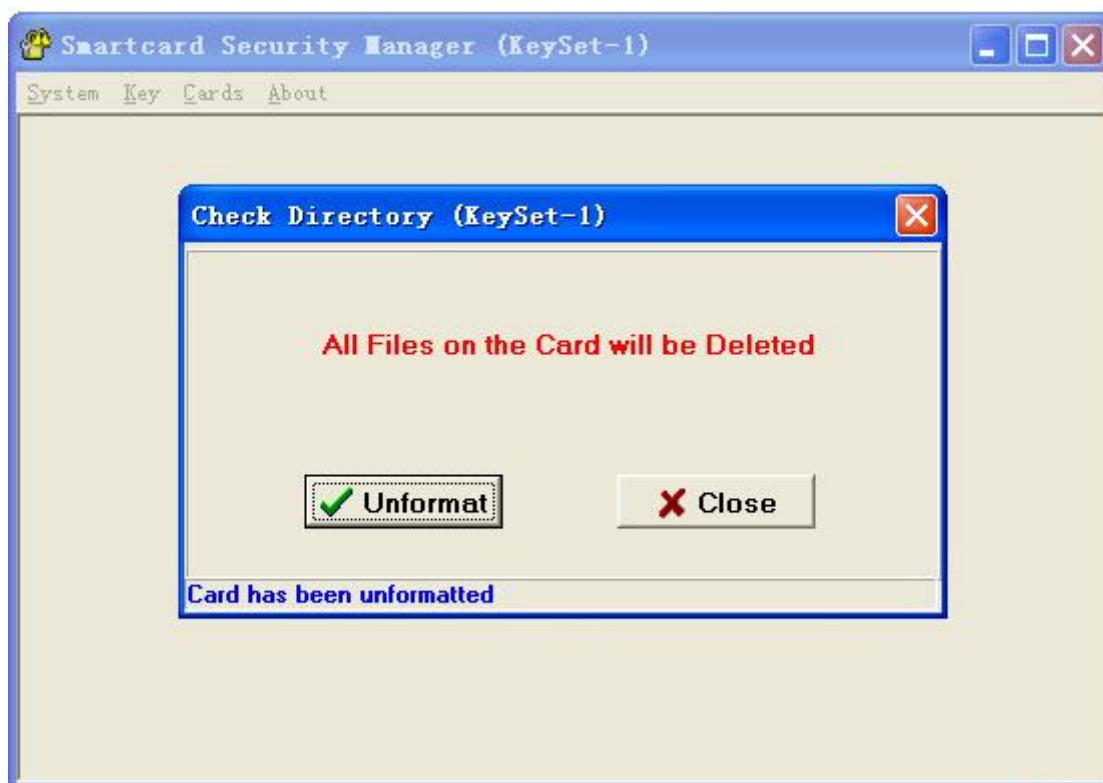 Smartcard Security Manager (KeySet-1)
System Key Cards About
Check Directory (KeySet-1)
All Files on the Card will be Deleted
Unformat Close
Card has been unformatted